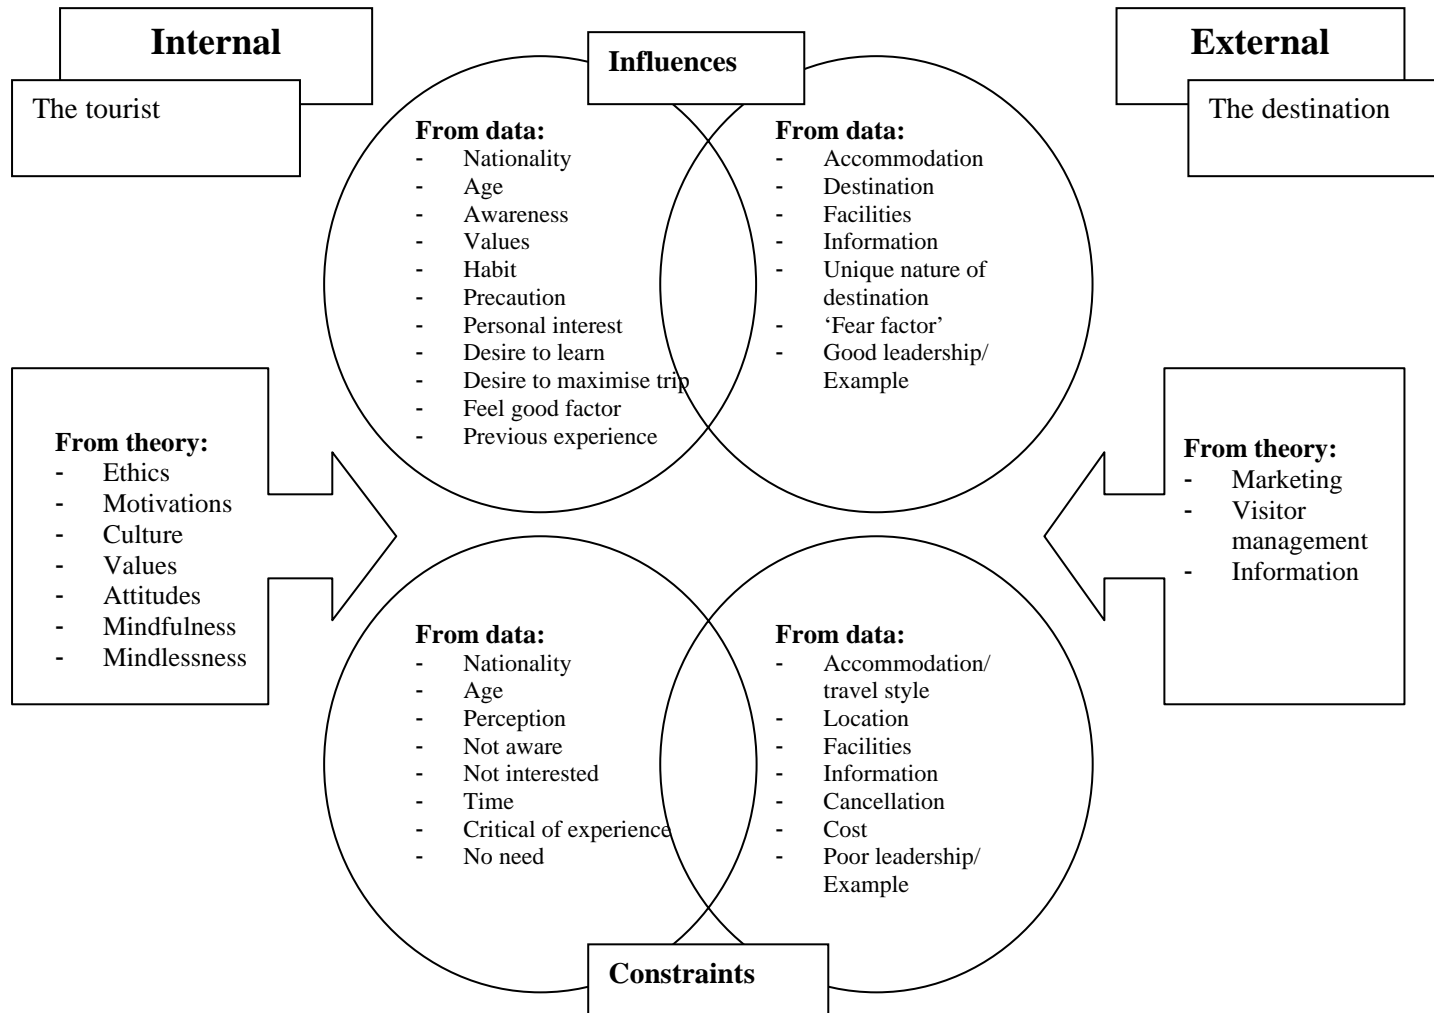 Internal
The tourist
External
The destination
Influences
From data:
- Nationality
- Age
- Awareness
- Values
- Habit
- Precaution
- Personal interest
- Desire to learn
- Desire to maximise trip
- Feel good factor
- Previous experience
From data:
- Accommodation
- Destination
- Facilities
- Information
- Unique nature of
destination
- ‘Fear factor’
- Good leadership/
Example
From theory:
- Ethics
- Motivations
- Culture
- Values
- Attitudes
- Mindfulness
- Mindlessness
From theory:
- Marketing
- Visitor
management
- Information
From data:
- Nationality
- Age
- Perception
- Not aware
- Not interested
- Time
- Critical of experience
- No need
From data:
- Accommodation/
travel style
- Location
- Facilities
- Information
- Cancellation
- Cost
- Poor leadership/
Example
Constraints